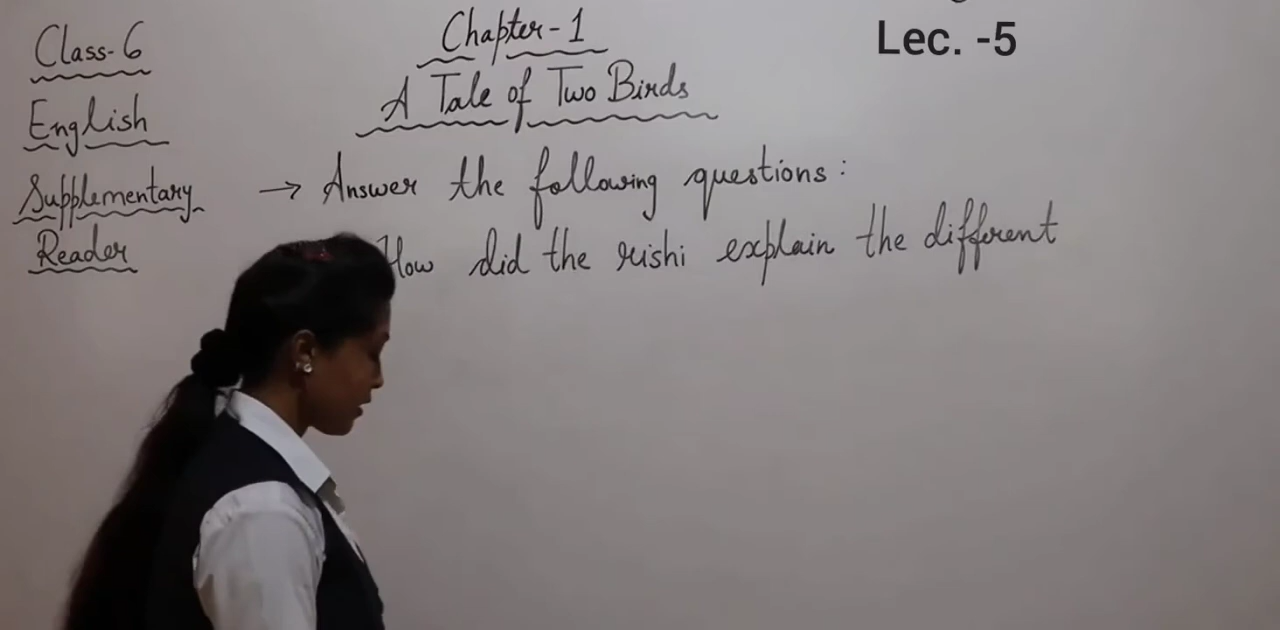 Class-6
English
Supplementary
Reader
Chapter-1
A Tale of Two Birds
Lec. -5
→ Answer the following questions:
How did the rishi explain the different